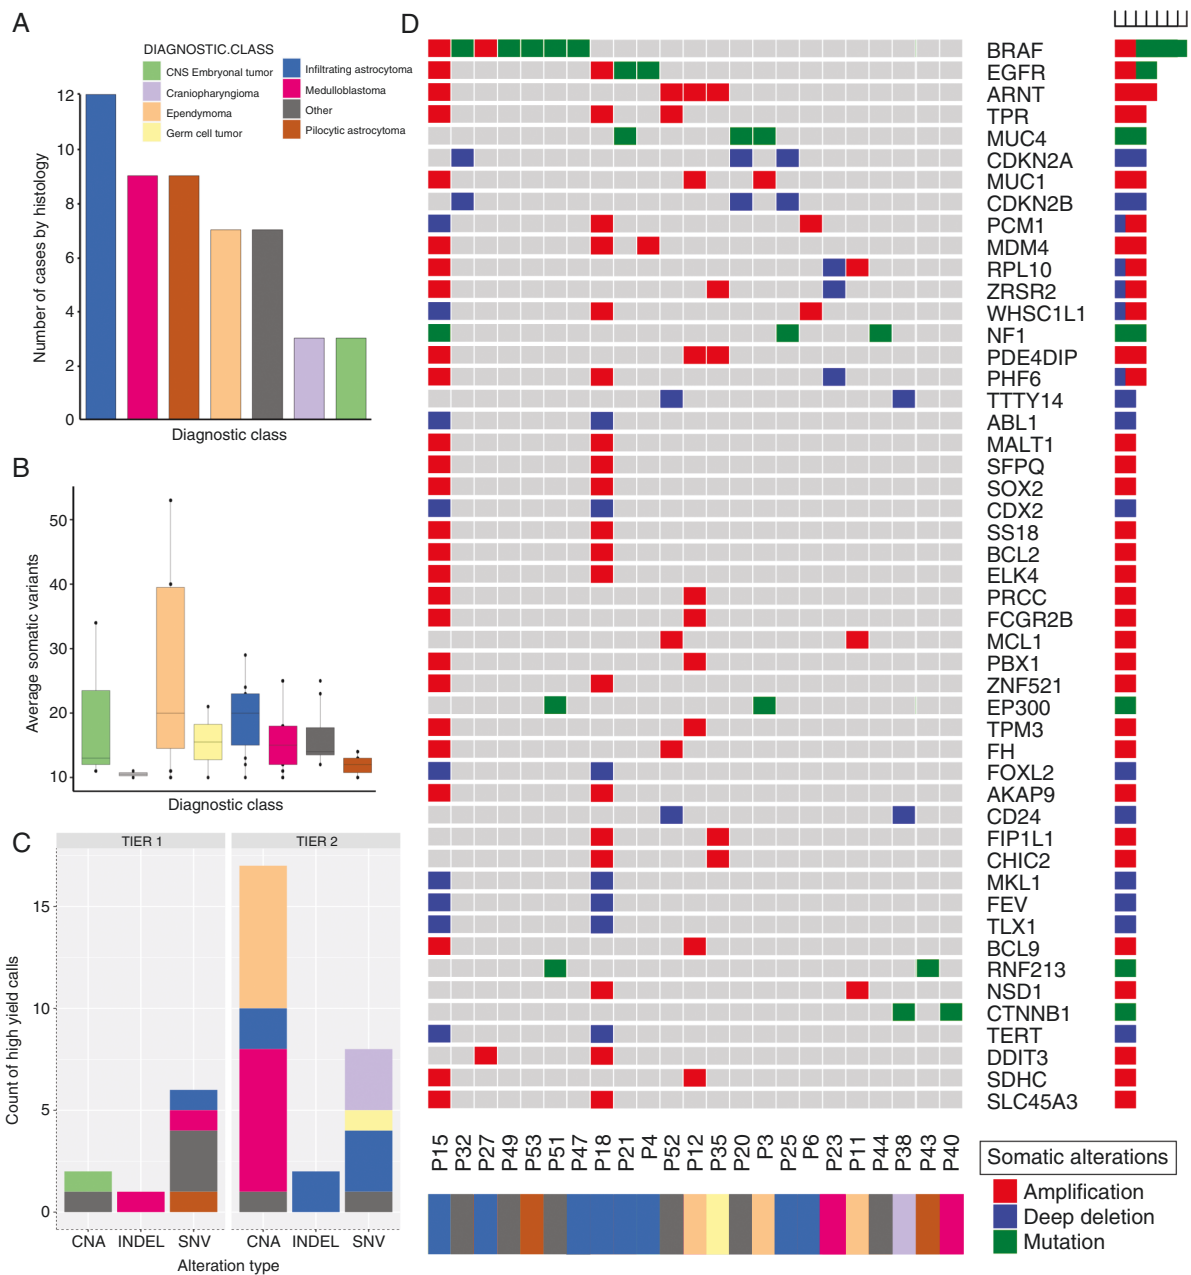 A
DIAGNOSTIC.CLASS
CNS Embryonal tumor
Craniopharyngioma
Ependymoma
Germ cell tumor
Infiltrating astrocytoma
Medulloblastoma
Other
Pilocytic astrocytoma
Number of cases by histology
12
10
8
6
4
2
0
Diagnostic class
B
Average somatic variants
50
40
30
20
10
Diagnostic class
C
TIER 1
TIER 2
Count of high yield calls
15
10
5
0
CNA
INDEL
SNV
CNA
INDEL
SNV
Alteration type
D
BRAF
EGFR
ARNT
TPR
MUC4
CDKN2A
MUC1
CDKN2B
PCM1
MDM4
RPL10
ZRSR2
WHSC1L1
NF1
PDE4DIP
PHF6
TTTY14
ABL1
MALT1
SFPQ
SOX2
CDX2
SS18
BCL2
ELK4
PRCC
FCGR2B
MCL1
PBX1
ZNF521
EP300
TPM3
FH
FOXL2
AKAP9
CD24
FIP1L1
CHIC2
MKL1
FEV
TLX1
BCL9
RNF213
NSD1
CTNNB1
TERT
DDIT3
SDHC
SLC45A3
P15
P32
P27
P49
P53
P51
P47
P18
P21
P4
P52
P12
P35
P20
P3
P25
P6
P23
P11
P44
P38
P43
P40
Somatic alterations
Amplification
Deep deletion
Mutation